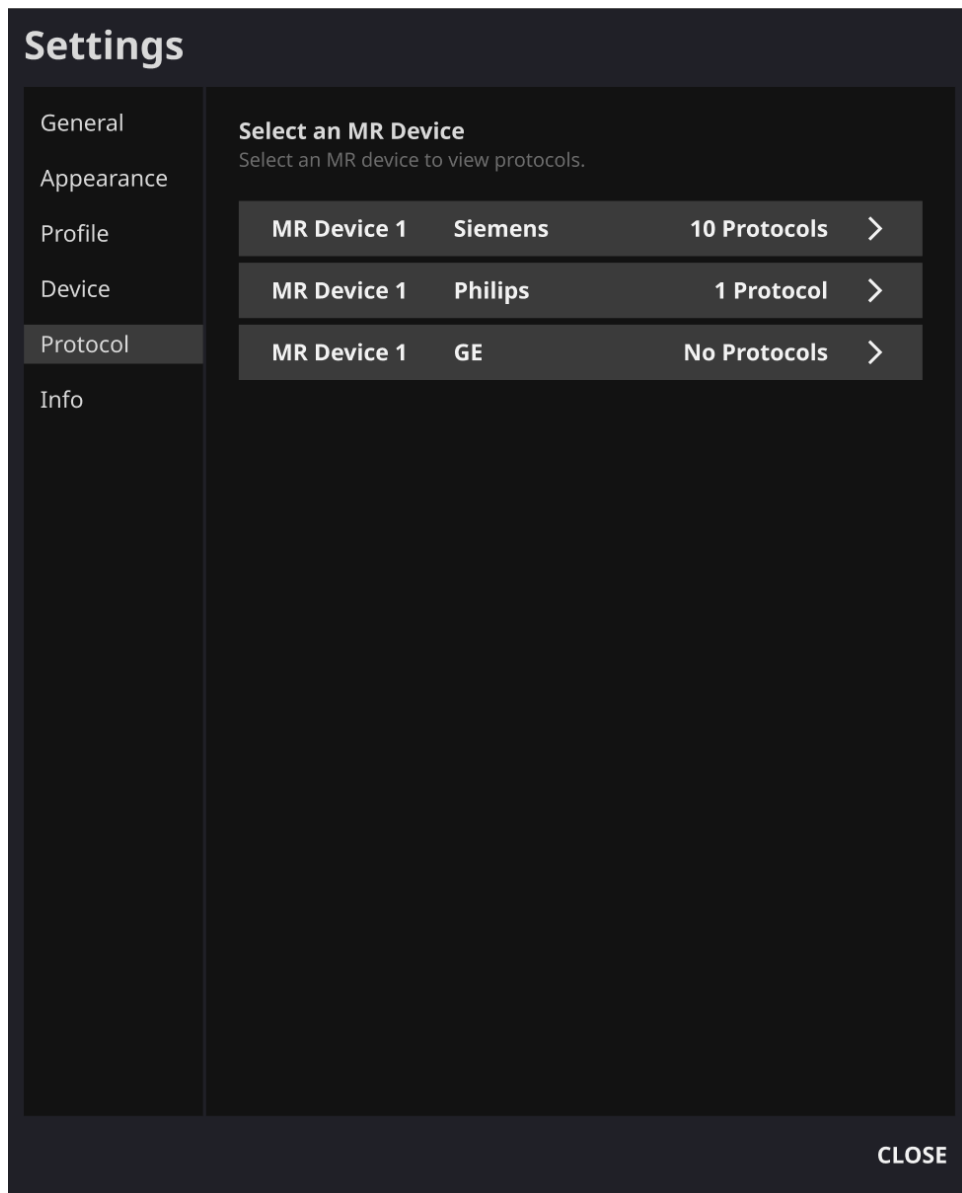 Settings
General
Appearance
Profile
Device
Protocol
Info
Select an MR Device
Select an MR device to view protocols.
MR Device 1 Siemens 10 Protocols
MR Device 1 Philips 1 Protocol
MR Device 1 GE No Protocols
CLOSE